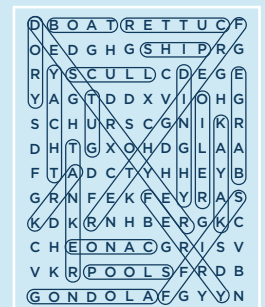 D B O A T R E T T U C F
O E D G H G S H I P R G
R Y S C U L L C D E G E
Y A G T D D X V I O H G
S C H U R S C G N I K R
D H T G X O H D G L A A
F T A D C T Y H H E Y B
G R N F E K F E Y R A S
K D K R N H B E R G K C
C H E O N A C G R I S V
V K R P O O L S F R D B
G O N D O L A F G Y Y N